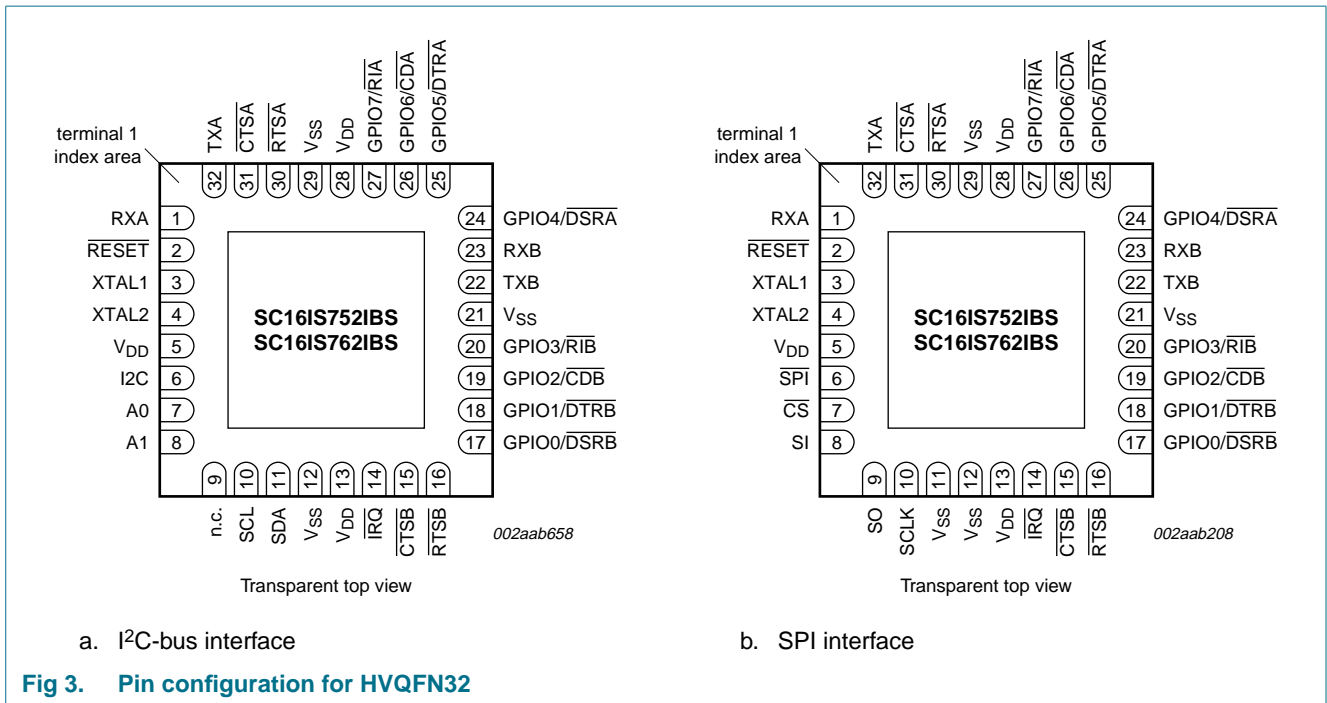 terminal 1
index area
TXA
CTSA
RTSA
VSS
VDD
GPIO7/RIA
GPIO6/CDA
GPIO5/DTRA
32 31 30 29 28 27 26 25
RXA 1
RESET 2
XTAL1 3
XTAL2 4
VDD 5
I2C 6
A0 7
A1 8
SC16IS752IBS
SC16IS762IBS
24 GPIO4/DSRA
23 RXB
22 TXB
21 VSS
20 GPIO3/RIB
19 GPIO2/CDB
18 GPIO1/DTRB
17 GPIO0/DSRB
9 10 11 12 13 14 15 16
n.c.
SCL
SDA
VSS
VDD
IRQ
CTSB
RTSB
002aab658
Transparent top view
a. I2C-bus interface
terminal 1
index area
TXA
CTSA
RTSA
VSS
VDD
GPIO7/RIA
GPIO6/CDA
GPIO5/DTRA
32 31 30 29 28 27 26 25
RXA 1
RESET 2
XTAL1 3
XTAL2 4
VDD 5
SPI 6
CS 7
SI 8
SC16IS752IBS
SC16IS762IBS
24 GPIO4/DSRA
23 RXB
22 TXB
21 VSS
20 GPIO3/RIB
19 GPIO2/CDB
18 GPIO1/DTRB
17 GPIO0/DSRB
9 10 11 12 13 14 15 16
SO
SCLK
VSS
VSS
VDD
IRQ
CTSB
RTSB
002aab208
Transparent top view
b. SPI interface
Fig 3. Pin configuration for HVQFN32